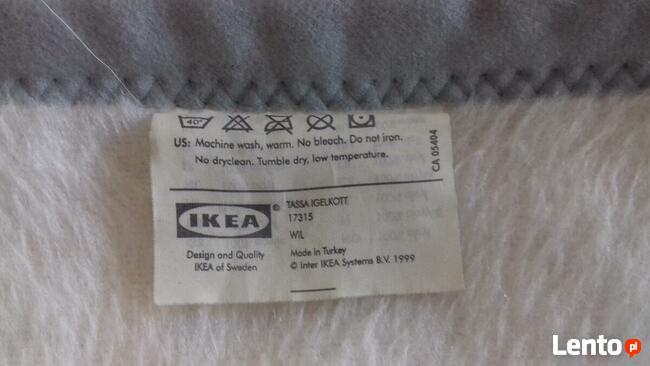 40°
US: Machine wash, warm. No bleach. Do not iron.
No dryclean. Tumble dry, low temperature.
CA 05404
IKEA®
Design and Quality
IKEA of Sweden
TASSA IGELKOTT
17315
WIL
Made in Turkey
© Inter IKEA Systems B.V. 1999
Lento pl